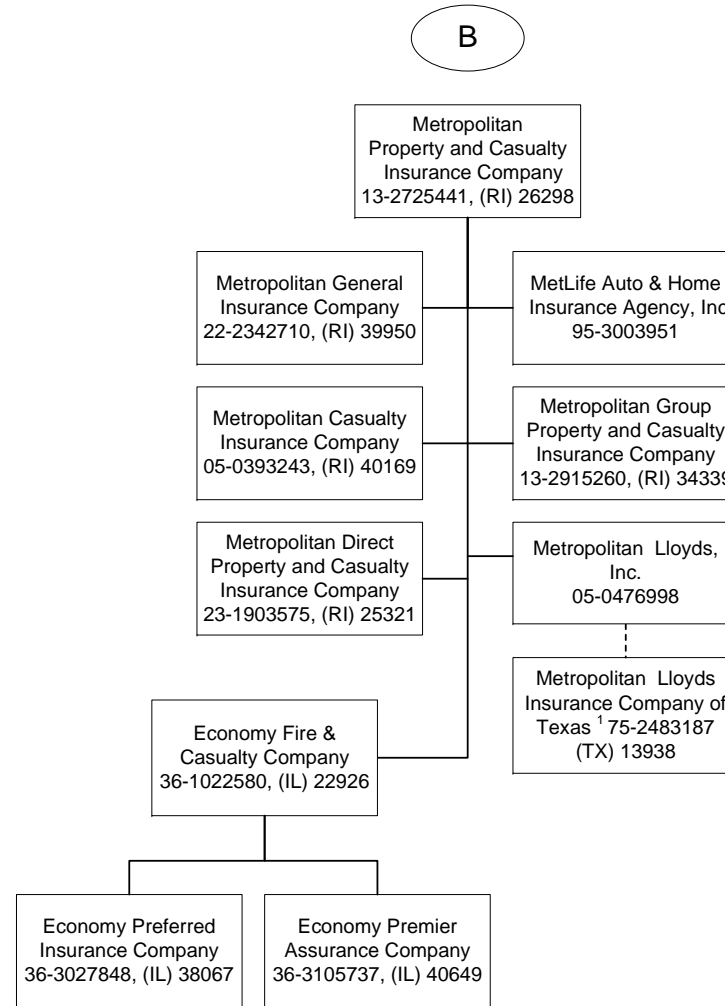 B
Metropolitan
Property and Casualty
Insurance Company
13-2725441, (RI) 26298
Metropolitan General
Insurance Company
22-2342710, (RI) 39950
MetLife Auto & Home
Insurance Agency, Inc
95-3003951
Metropolitan Casualty
Insurance Company
05-0393243, (RI) 40169
Metropolitan Group
Property and Casualty
Insurance Company
13-2915260, (RI) 34339
Metropolitan Direct
Property and Casualty
Insurance Company
23-1903575, (RI) 25321
Metropolitan Lloyds,
Inc.
05-0476998
Metropolitan Lloyds
Insurance Company of
Texas ¹ 75-2483187
(TX) 13938
Economy Fire &
Casualty Company
36-1022580, (IL) 22926
Economy Preferred
Insurance Company
36-3027848, (IL) 38067
Economy Premier
Assurance Company
36-3105737, (IL) 40649